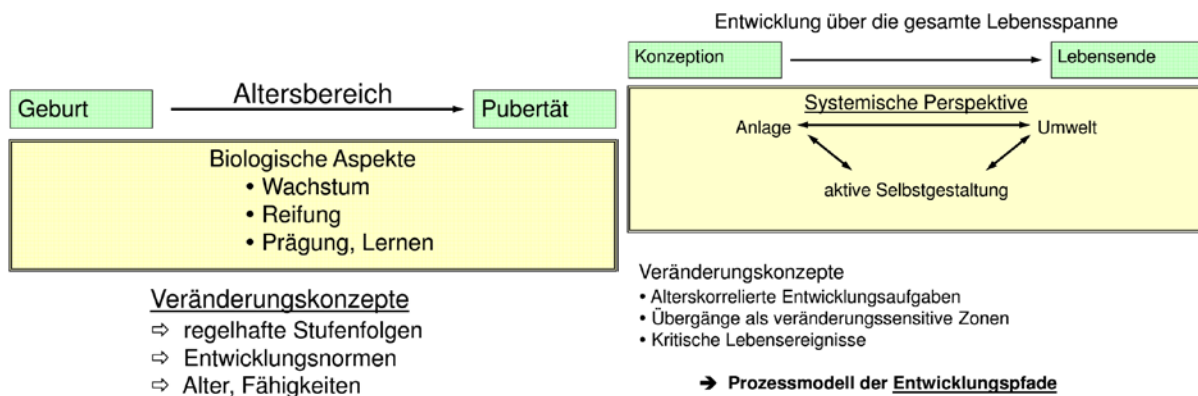 Geburt
Altersbereich
Pubertät
Biologische Aspekte
• Wachstum
• Reifung
• Prägung, Lernen
Veränderungskonzepte
⇨ regelhafte Stufenfolgen
⇨ Entwicklungsnormen
⇨ Alter, Fähigkeiten
Entwicklung über die gesamte Lebensspanne
Konzeption
Lebensende
Systemische Perspektive
Anlage
Umwelt
aktive Selbstgestaltung
Veränderungskonzepte
• Alterskorrelierte Entwicklungsaufgaben
• Übergänge als veränderungssensitive Zonen
• Kritische Lebensereignisse
➔ Prozessmodell der Entwicklungspfade